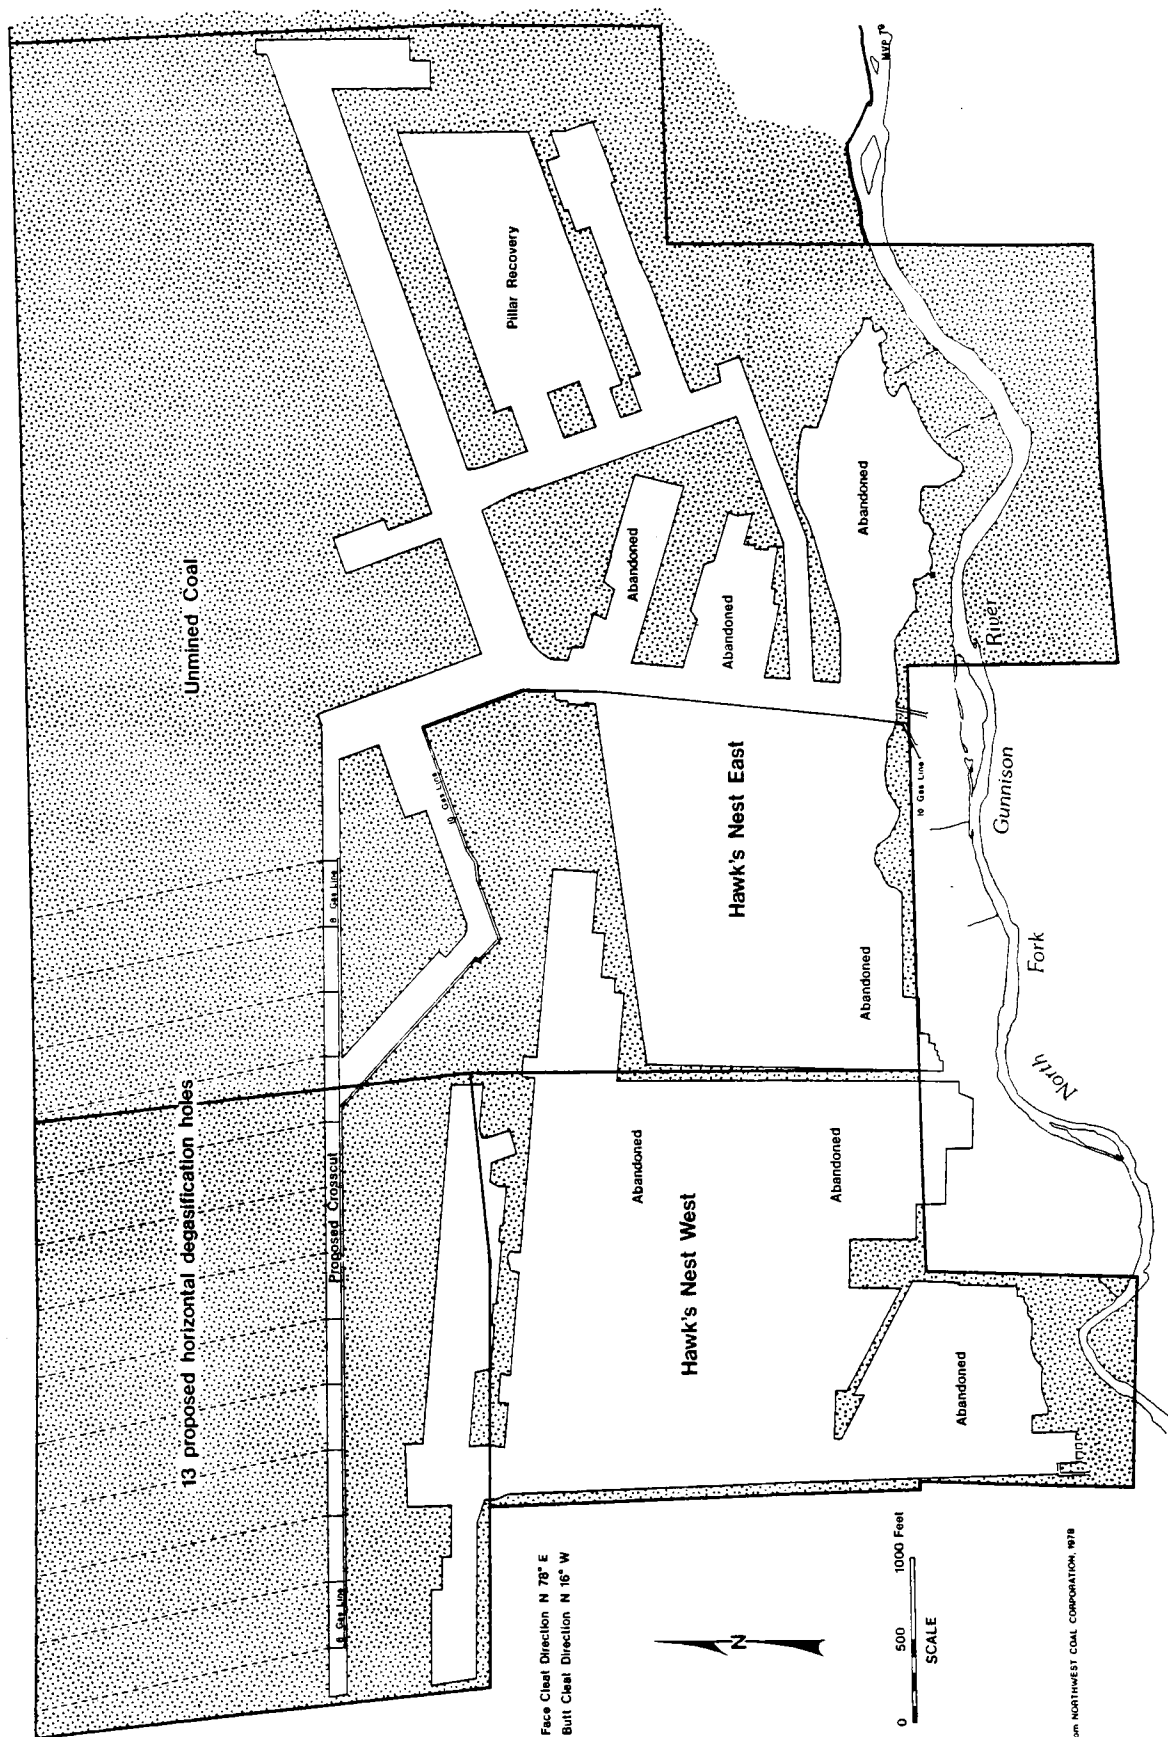 Unmined Coal
13 proposed horizontal degasification holes
Pillar Recovery
Proposed Crosscut
8 Gas Line
8 Gas Line
10 Gas Line
Abandoned
Abandoned
Abandoned
Hawk's Nest East
Abandoned
10 Gas Line
Hawk's Nest West
Abandoned
Abandoned
Abandoned
North
Fork
Gunnison
River
Face Cleat Direction N 78° E
Butt Cleat Direction N 16° W
N
0 500 1000 Feet
SCALE
om NORTHWEST COAL CORPORATION, 1978